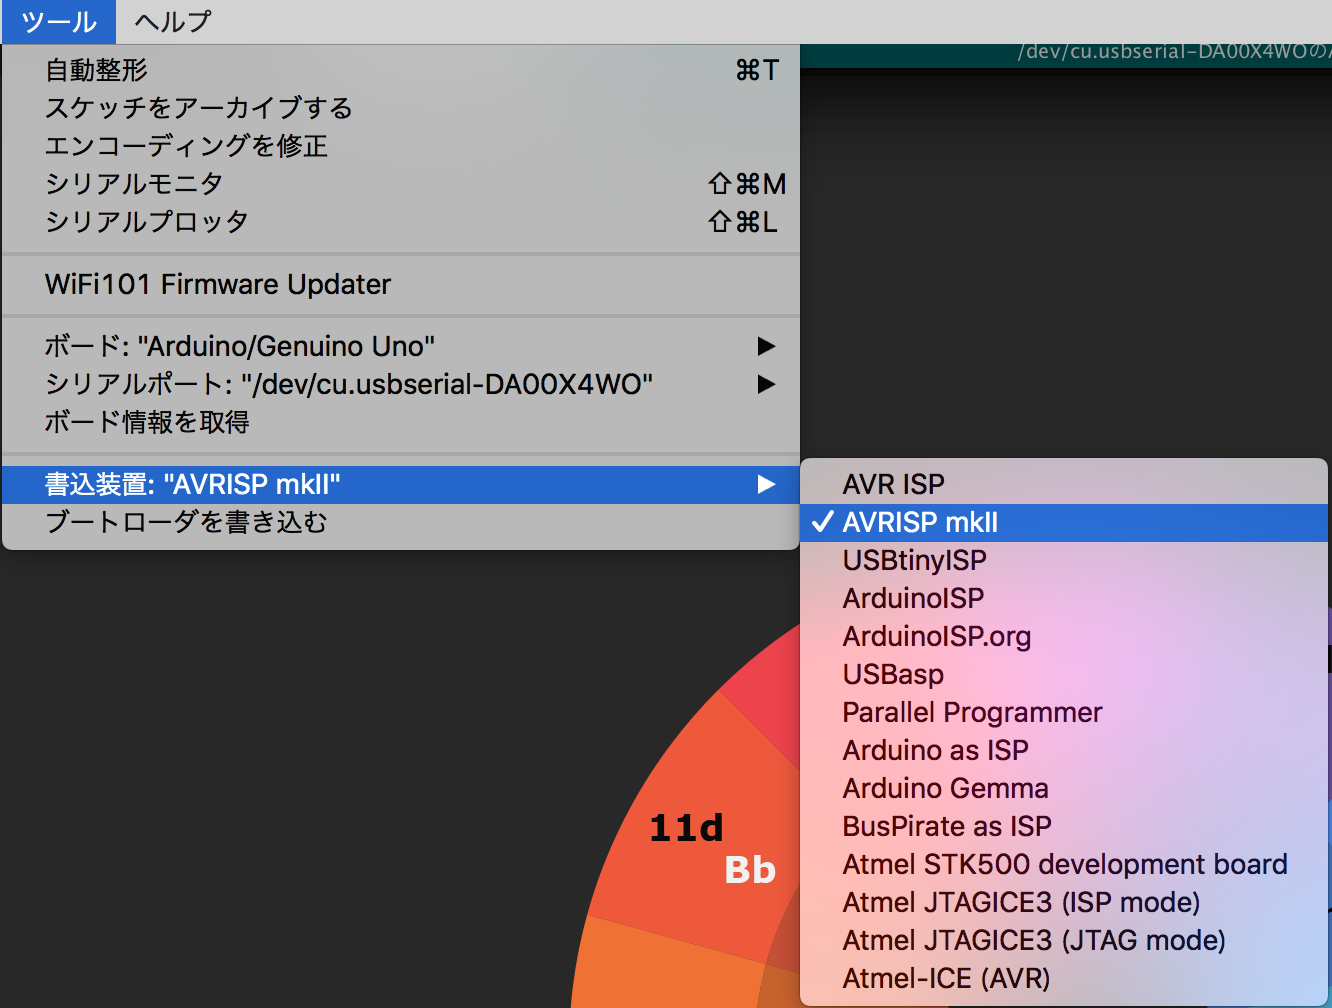 ツール ヘルプ
/dev/cu.usbserial-DA00X4WOの
自動整形 ⌘T
スケッチをアーカイブする
エンコーディングを修正
シリアルモニタ ⇧⌘M
シリアルプロッタ ⇧⌘L
WiFi101 Firmware Updater
ボード: "Arduino/Genuino Uno" ▶
シリアルポート: "/dev/cu.usbserial-DA00X4WO" ▶
ボード情報を取得
書込装置: "AVRISP mkII" ▶
ブートローダを書き込む
AVR ISP
✓ AVRISP mkII
USBtinyISP
ArduinoISP
ArduinoISP.org
USBasp
Parallel Programmer
Arduino as ISP
Arduino Gemma
BusPirate as ISP
Atmel STK500 development board
Atmel JTAGICE3 (ISP mode)
Atmel JTAGICE3 (JTAG mode)
Atmel-ICE (AVR)
11d
Bb